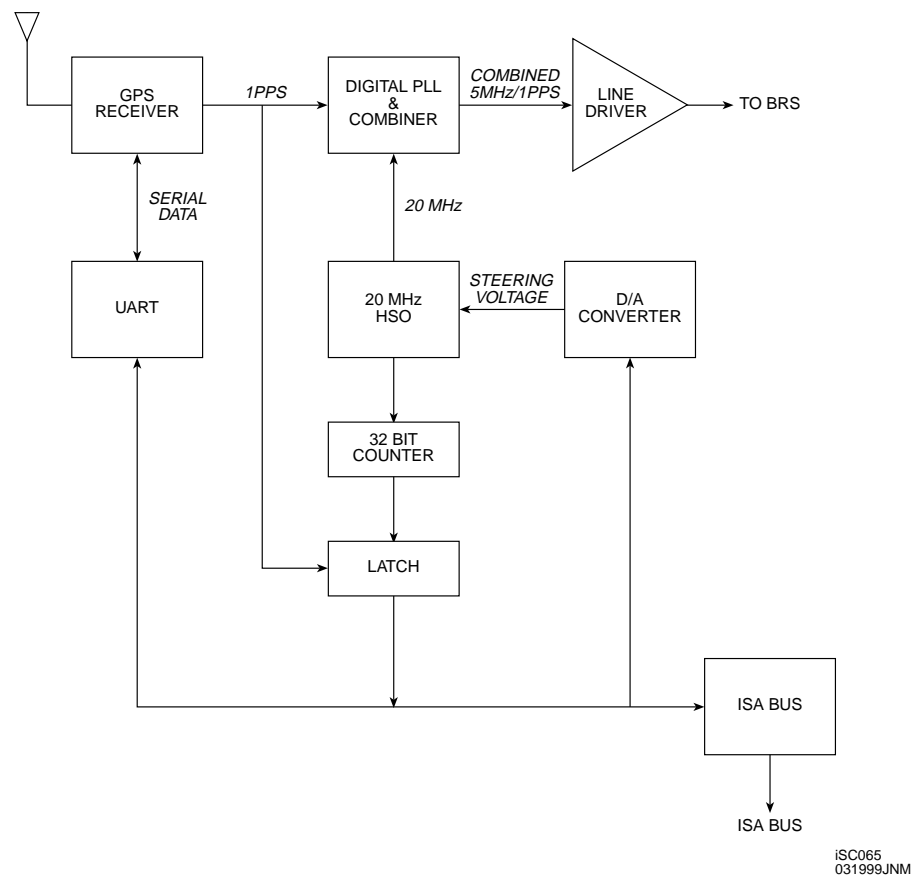 GPS
RECEIVER
1PPS
DIGITAL PLL
&
COMBINER
COMBINED
5MHz/1PPS
LINE
DRIVER
TO BRS
SERIAL
DATA
20 MHz
UART
20 MHz
HSO
STEERING
VOLTAGE
D/A
CONVERTER
32 BIT
COUNTER
LATCH
ISA BUS
ISA BUS
iSC065
031999JNM